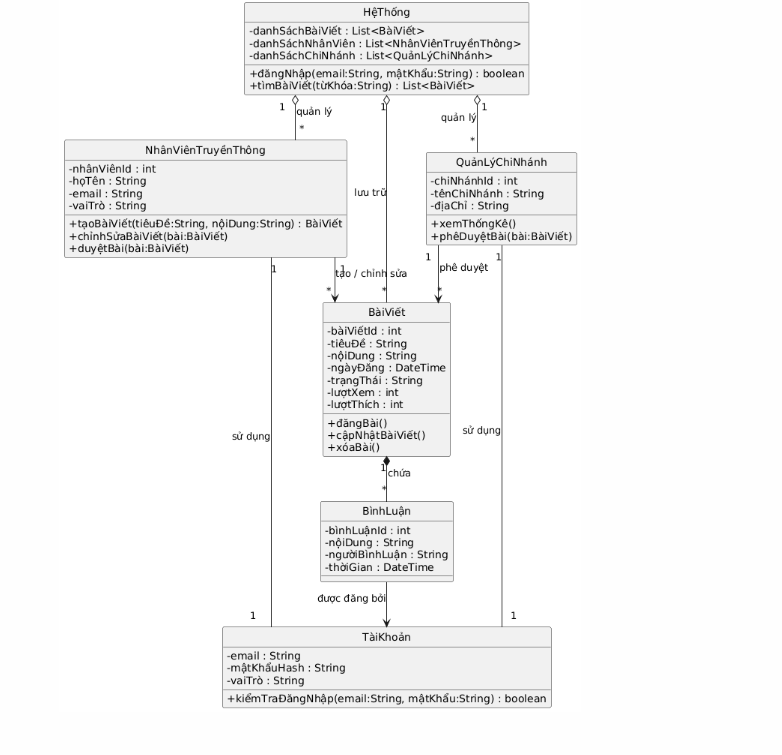 HệThống
-danhSáchBàiViết : List<BàiViết>
-danhSáchNhânViên : List<NhânViênTruyềnThông>
-danhSáchChiNhánh : List<QuảnLýChiNhánh>
+đăngNhập(email:String, mậtKhẩu:String) : boolean
+tìmBàiViết(từKhóa:String) : List<BàiViết>
1
quản lý
*
1
lưu trữ
*
1
quản lý
*
NhânViênTruyềnThông
-nhânViênId : int
-họTên : String
-email : String
-vaiTrò : String
+tạoBàiViết(tiêuĐề:String, nộiDung:String) : BàiViết
+chỉnhSửaBàiViết(bài:BàiViết)
+duyệtBài(bài:BàiViết)
QuảnLýChiNhánh
-chiNhánhId : int
-tênChiNhánh : String
-địaChỉ : String
+xemThốngKê()
+phêDuyệtBài(bài:BàiViết)
1
1
tạo / chỉnh sửa
*
1
phê duyệt
*
1
BàiViết
-bàiViếtId : int
-tiêuĐề : String
-nộiDung : String
-ngàyĐăng : DateTime
-trạngThái : String
-lượtXem : int
-lượtThích : int
+đăngBài()
+cậpNhậtBàiViết()
+xóaBài()
sử dụng
sử dụng
1
chứa
*
BìnhLuận
-bìnhLuậnId : int
-nộiDung : String
-ngườiBìnhLuận : String
-thờiGian : DateTime
được đăng bởi
1
1
TàiKhoản
-email : String
-mậtKhẩuHash : String
-vaiTrò : String
+kiểmTraĐăngNhập(email:String, mậtKhẩu:String) : boolean